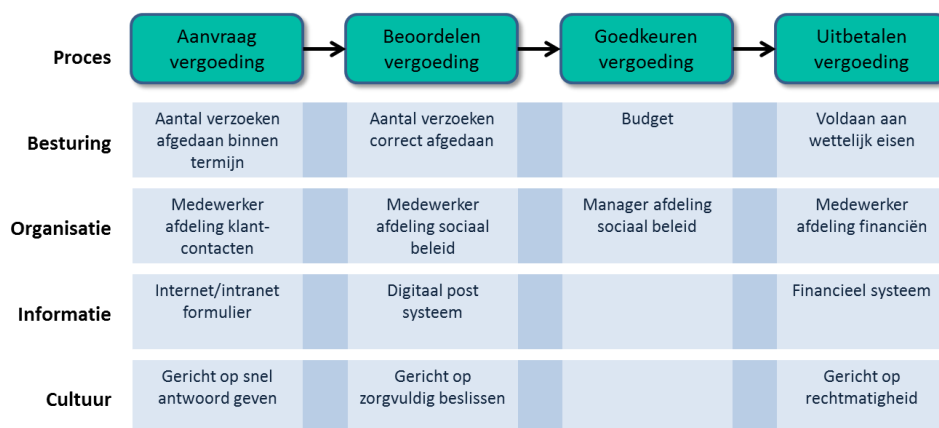 Proces
Aanvraag
vergoeding
Beoordelen
vergoeding
Goedkeuren
vergoeding
Uitbetalen
vergoeding
Besturing
Aantal verzoeken
afgedaan binnen
termijn
Aantal verzoeken
correct afgedaan
Budget
Voldaan aan
wettelijk eisen
Organisatie
Medewerker
afdeling klant-
contacten
Medewerker
afdeling sociaal
beleid
Manager afdeling
sociaal beleid
Medewerker
afdeling financiën
Informatie
Internet/intranet
formulier
Digitaal post
systeem
Financieel systeem
Cultuur
Gericht op snel
antwoord geven
Gericht op
zorgvuldig beslissen
Gericht op
rechtmatigheid